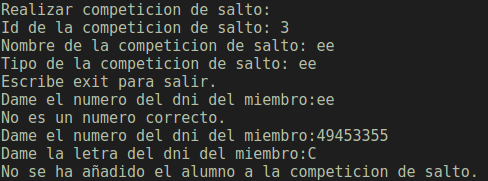 Realizar competicion de salto:
Id de la competicion de salto: 3
Nombre de la competicion de salto: ee
Tipo de la competicion de salto: ee
Escribe exit para salir.
Dame el numero del dni del miembro:ee
No es un numero correcto.
Dame el numero del dni del miembro:49453355
Dame la letra del dni del miembro:C
No se ha añadido el alumno a la competicion de salto.